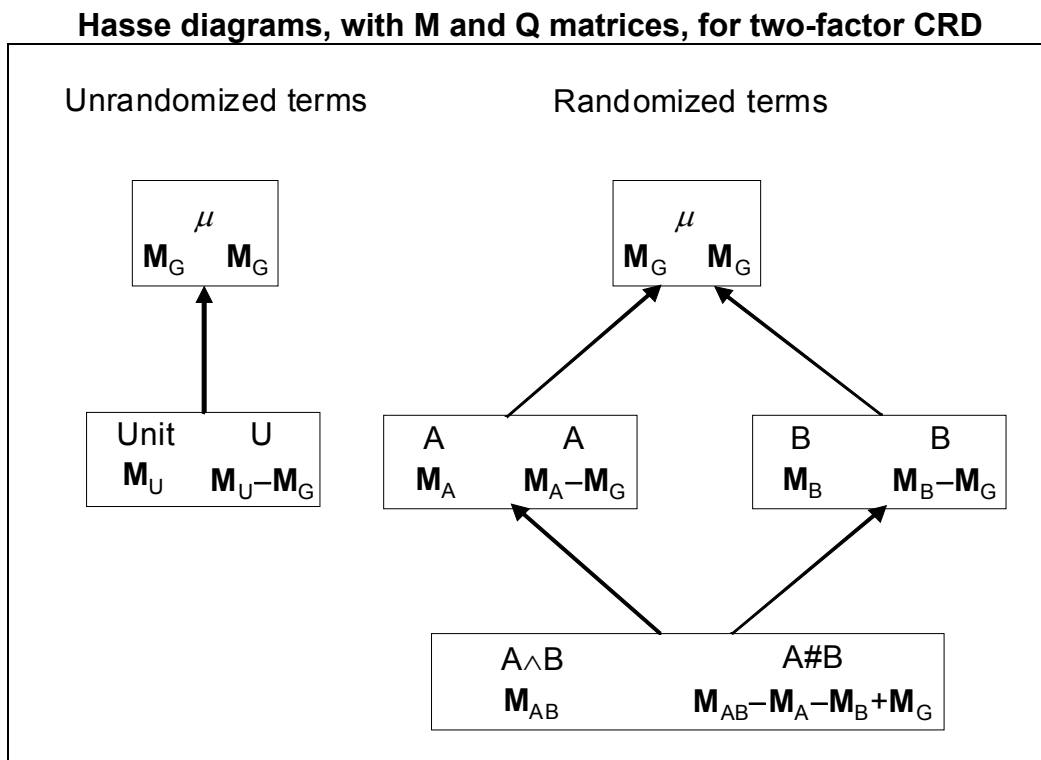 Hasse diagrams, with M and Q matrices, for two-factor CRD
Unrandomized terms
Randomized terms
μ
M_G M_G
μ
M_G M_G
Unit U
M_U M_U–M_G
A A
M_A M_A–M_G
B B
M_B M_B–M_G
A∧B A#B
M_AB M_AB–M_A–M_B+M_G